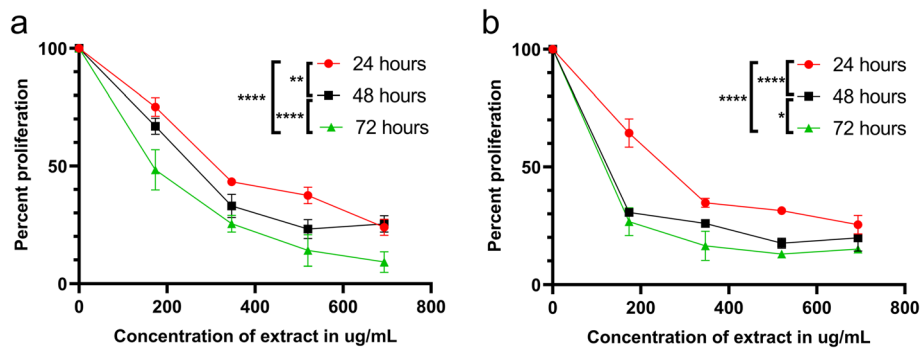 a
100
50
0
0 200 400 600 800
Percent proliferation
Concentration of extract in ug/mL
24 hours
48 hours
72 hours
**
****
****
b
100
50
0
0 200 400 600 800
Percent proliferation
Concentration of extract in ug/mL
24 hours
48 hours
72 hours
****
****
*